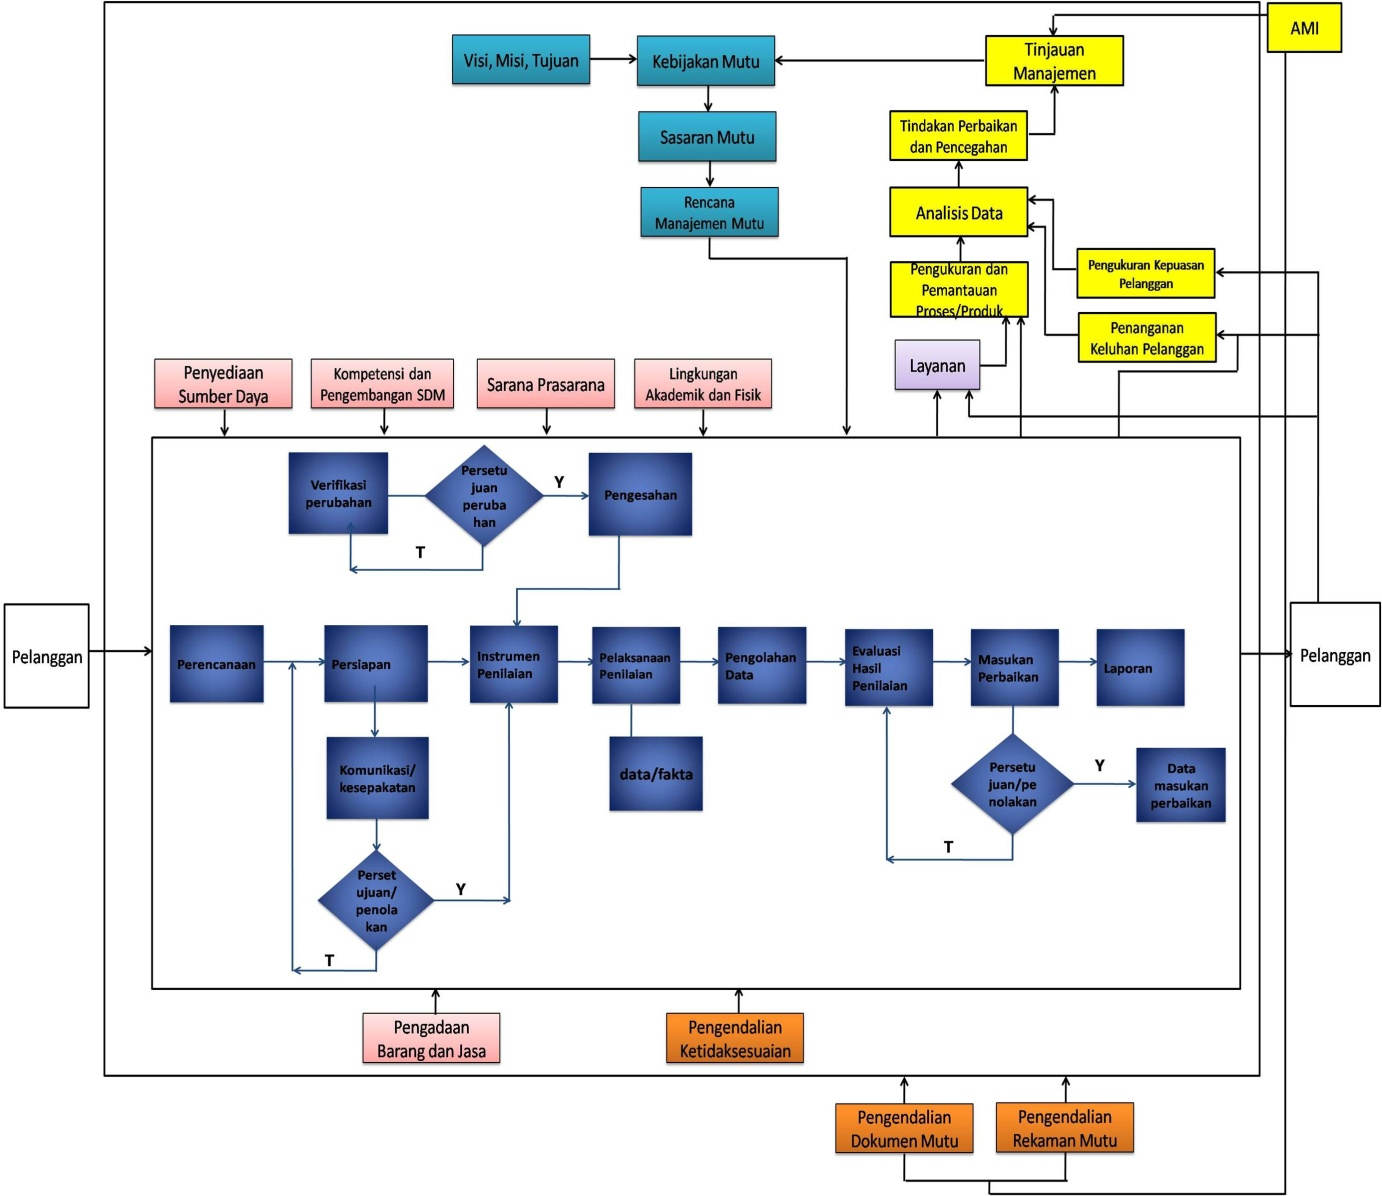 AMI
Tinjauan
Manajemen
Visi, Misi, Tujuan
Kebijakan Mutu
Tindakan Perbaikan
dan Pencegahan
Sasaran Mutu
Rencana
Manajemen Mutu
Analisis Data
Pengukuran dan
Pemantauan
Proses/Produk
Pengukuran Kepuasan
Pelanggan
Penanganan
Keluhan Pelanggan
Layanan
Penyediaan
Sumber Daya
Kompetensi dan
Pengembangan SDM
Sarana Prasarana
Lingkungan
Akademik dan Fisik
Verifikasi
perubahan
Persetu
juan
peruba
han
Y
T
Pengesahan
Pelanggan
Perencanaan
Persiapan
Instrumen
Penilaian
Pelaksanaan
Penilaian
Pengolahan
Data
Evaluasi
Hasil
Penilaian
Masukan
Perbaikan
Laporan
Pelanggan
Komunikasi/
kesepakatan
data/fakta
Persetu
juan/pe
nolakan
Y
T
Data
masukan
perbaikan
Perset
ujuan/
penola
kan
Y
T
Pengadaan
Barang dan Jasa
Pengendalian
Ketidaksesuaian
Pengendalian
Dokumen Mutu
Pengendalian
Rekaman Mutu